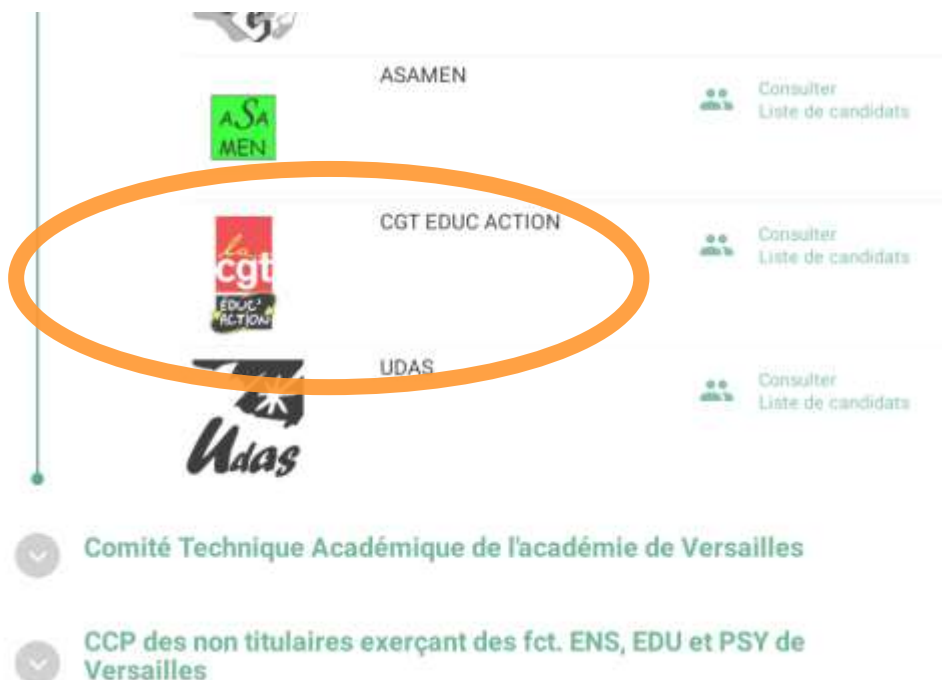 ASAMEN
ASA
MEN
Consulter
Liste de candidats
CGT EDUC ACTION
la
cgt
ÉDUC'
ACTION
Consulter
Liste de candidats
UDAS
Udas
Consulter
Liste de candidats
Comité Technique Académique de l'académie de Versailles
CCP des non titulaires exerçant des fct. ENS, EDU et PSY de
Versailles